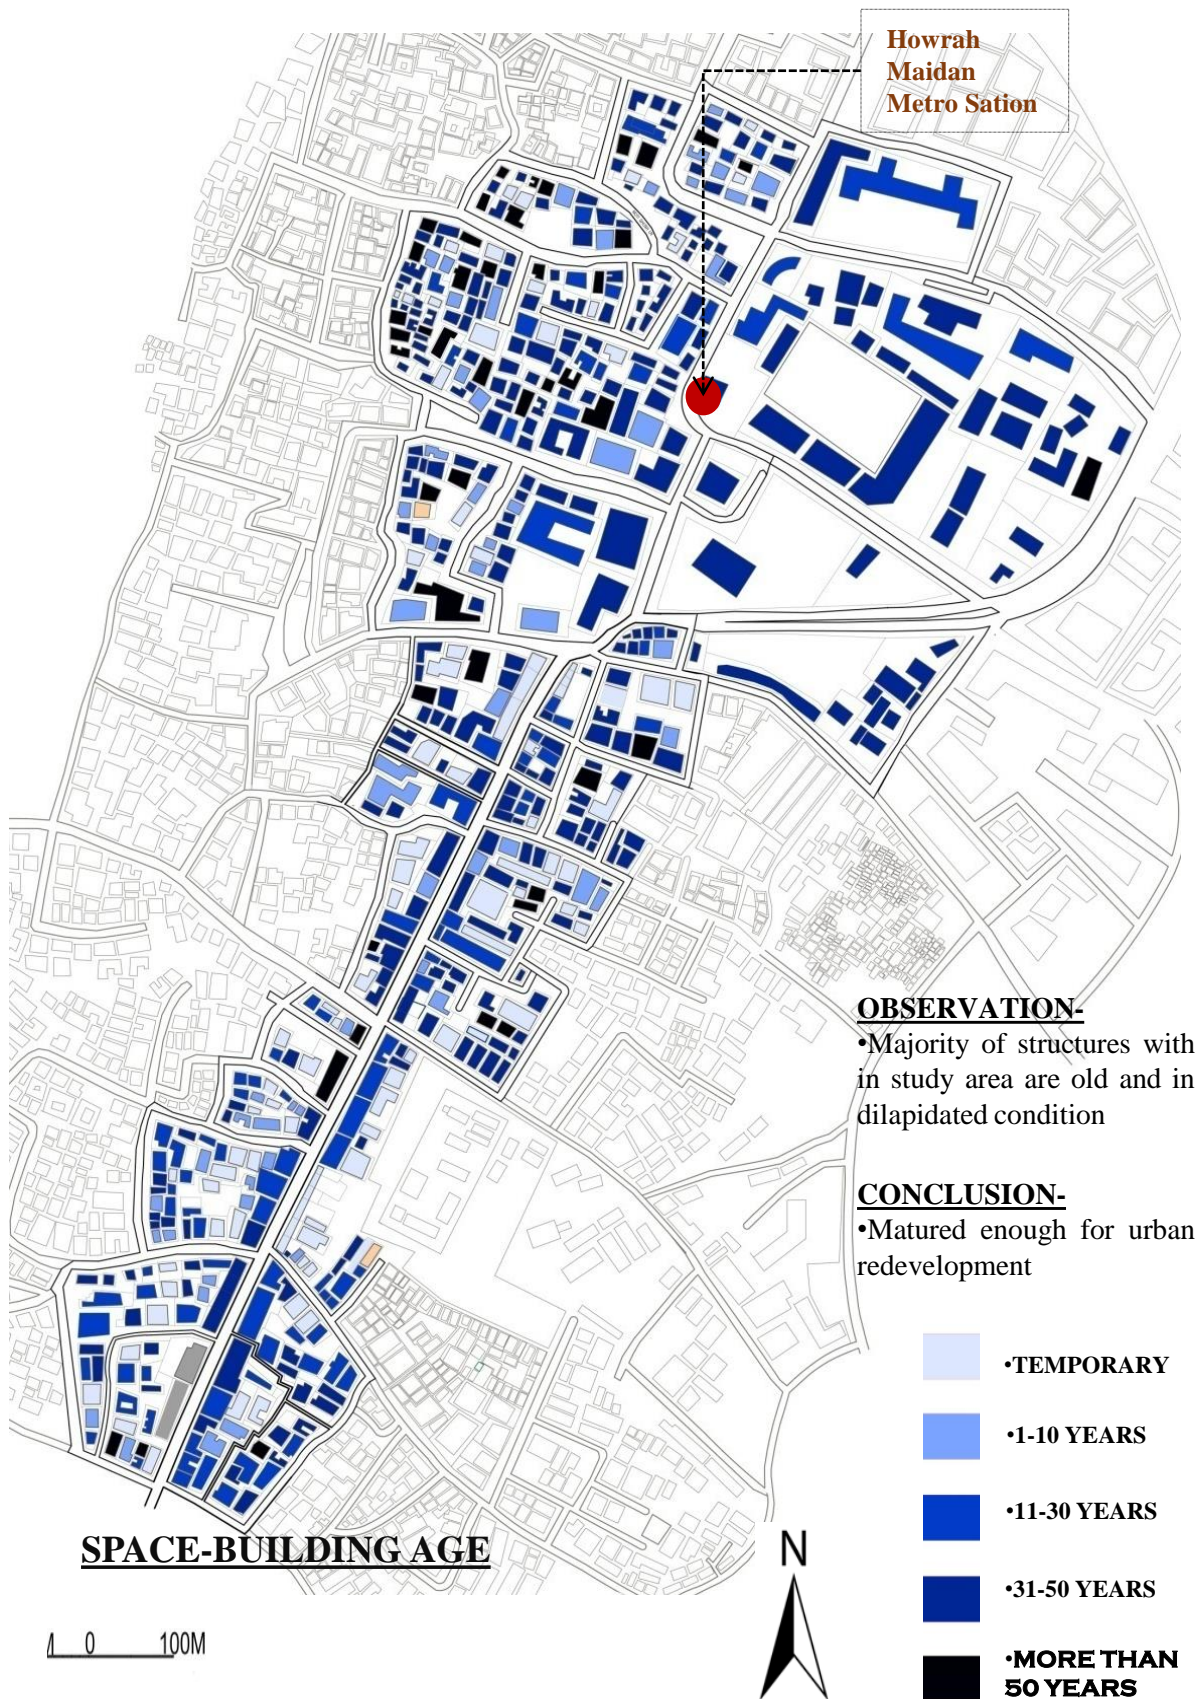 Howrah
Maidan
Metro Sation
OBSERVATION-
•Majority of structures with
in study area are old and in
dilapidated condition
CONCLUSION-
•Matured enough for urban
redevelopment
•TEMPORARY
•1-10 YEARS
•11-30 YEARS
•31-50 YEARS
•MORE THAN
50 YEARS
SPACE-BUILDING AGE
N
0 100M